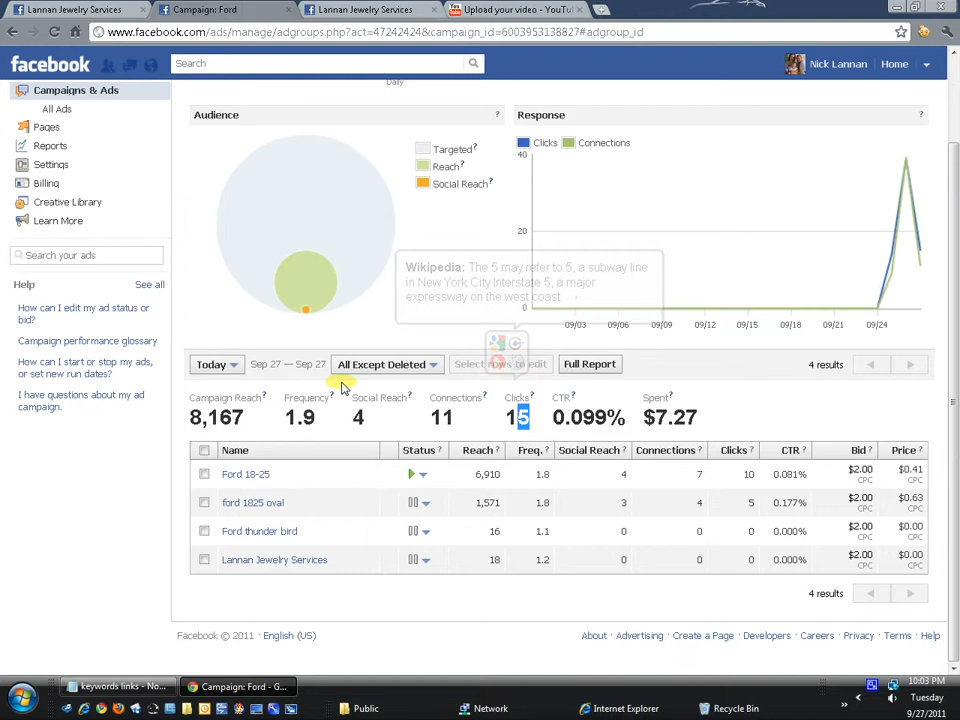 Lannan Jewelry Services
Campaign: Ford
Lannan Jewelry Services
Upload your video - YouTu
www.facebook.com/ads/manage/adgroups.php?act=47242424&campaign_id=6003953138827#adgroup_id
facebook
Search
Nick Lannan
Home
Daily
Campaigns & Ads
All Ads
Pages
Reports
Settings
Billing
Creative Library
Learn More
Search your ads
Help
See all
How can I edit my ad status or
bid?
Campaign performance glossary
How can I start or stop my ads,
or set new run dates?
I have questions about my ad
campaign.
Audience ?
Targeted?
Reach?
Social Reach?
Response ?
Clicks Connections
40
20
0
09/03 09/06 09/09 09/12 09/15 09/18 09/21 09/24
Wikipedia: The 5 may refer to 5, a subway line
in New York City Interstate 5, a major
expressway on the west coast.
Today Sep 27 — Sep 27 All Except Deleted Select rows to edit Full Report 4 results
Campaign Reach? Frequency? Social Reach? Connections? Clicks? CTR? Spent?
8,167 1.9 4 11 15 0.099% $7.27
Name Status ? Reach ? Freq. ? Social Reach ? Connections ? Clicks ? CTR ? Bid ? Price ?
Ford 18-25 6,910 1.8 4 7 10 0.081% $2.00 $0.41
CPC CPC
ford 1825 oval 1,571 1.8 3 4 5 0.177% $2.00 $0.63
CPC CPC
Ford thunder bird 16 1.1 0 0 0 0.000% $2.00 $0.00
CPC CPC
Lannan Jewelry Services 18 1.2 0 0 0 0.000% $2.00 $0.00
CPC CPC
4 results
Facebook © 2011 · English (US)
About · Advertising · Create a Page · Developers · Careers · Privacy · Terms · Help
keywords links - No...
Campaign: Ford - G...
10:03 PM
Tuesday
9/27/2011
Public
Network
Internet Explorer
Recycle Bin